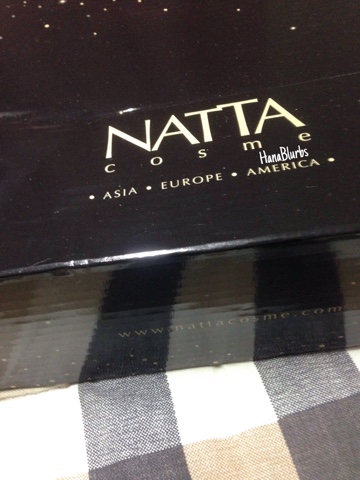 NATTA
cosme
HanaBlurbs
• ASIA • EUROPE • AMERICA •
www.nattacosme.com